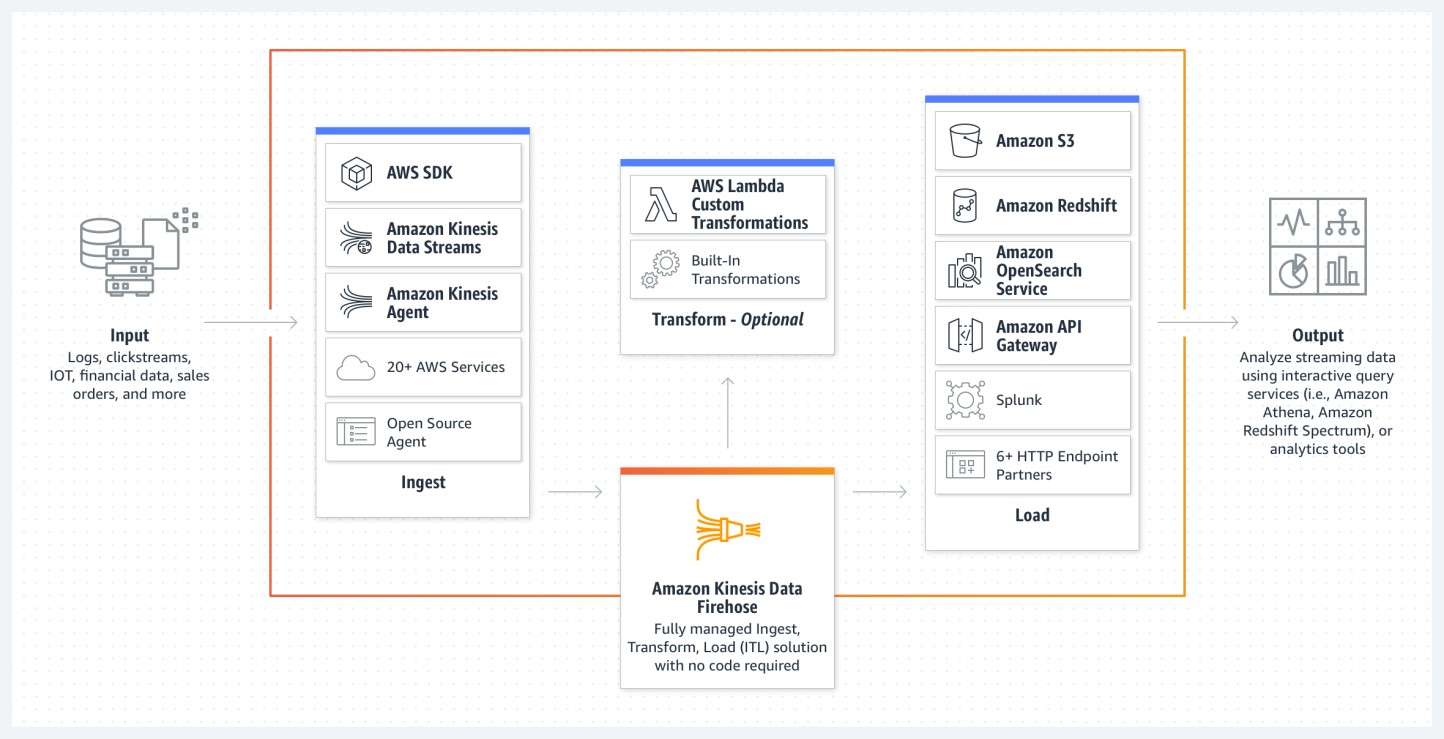 Input
Logs, clickstreams,
IOT, financial data, sales
orders, and more
AWS SDK
Amazon Kinesis
Data Streams
Amazon Kinesis
Agent
20+ AWS Services
Open Source
Agent
Ingest
AWS Lambda
Custom
Transformations
Built-In
Transformations
Transform - Optional
Amazon Kinesis Data
Firehose
Fully managed Ingest,
Transform, Load (ITL) solution
with no code required
Amazon S3
Amazon Redshift
Amazon
OpenSearch
Service
Amazon API
Gateway
Splunk
6+ HTTP Endpoint
Partners
Load
Output
Analyze streaming data
using interactive query
services (i.e., Amazon
Athena, Amazon
Redshift Spectrum), or
analytics tools